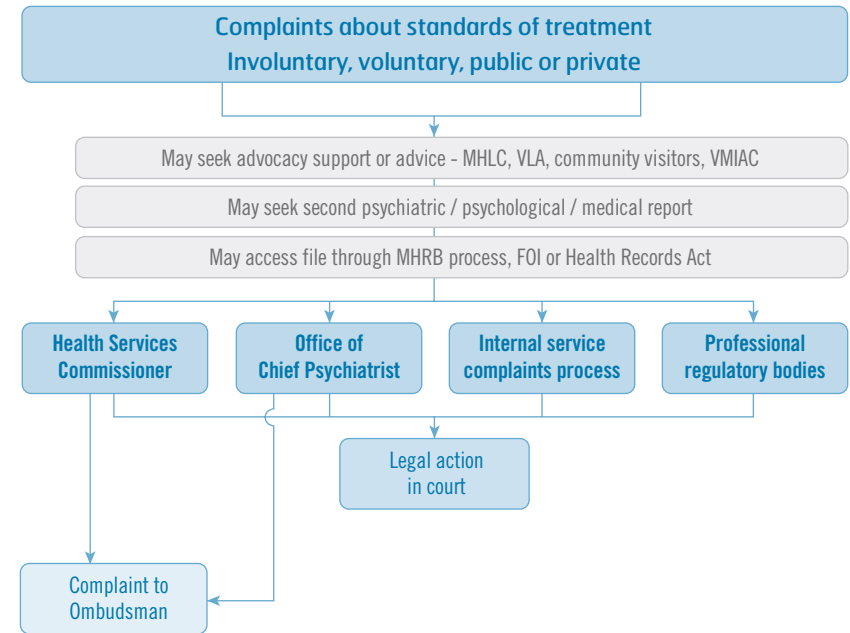 Complaints about standards of treatment
Involuntary, voluntary, public or private
May seek advocacy support or advice - MHLC, VLA, community visitors, VMIAC
May seek second psychiatric / psychological / medical report
May access file through MHRB process, FOI or Health Records Act
Health Services
Commissioner
Office of
Chief Psychiatrist
Internal service
complaints process
Professional
regulatory bodies
Legal action
in court
Complaint to
Ombudsman